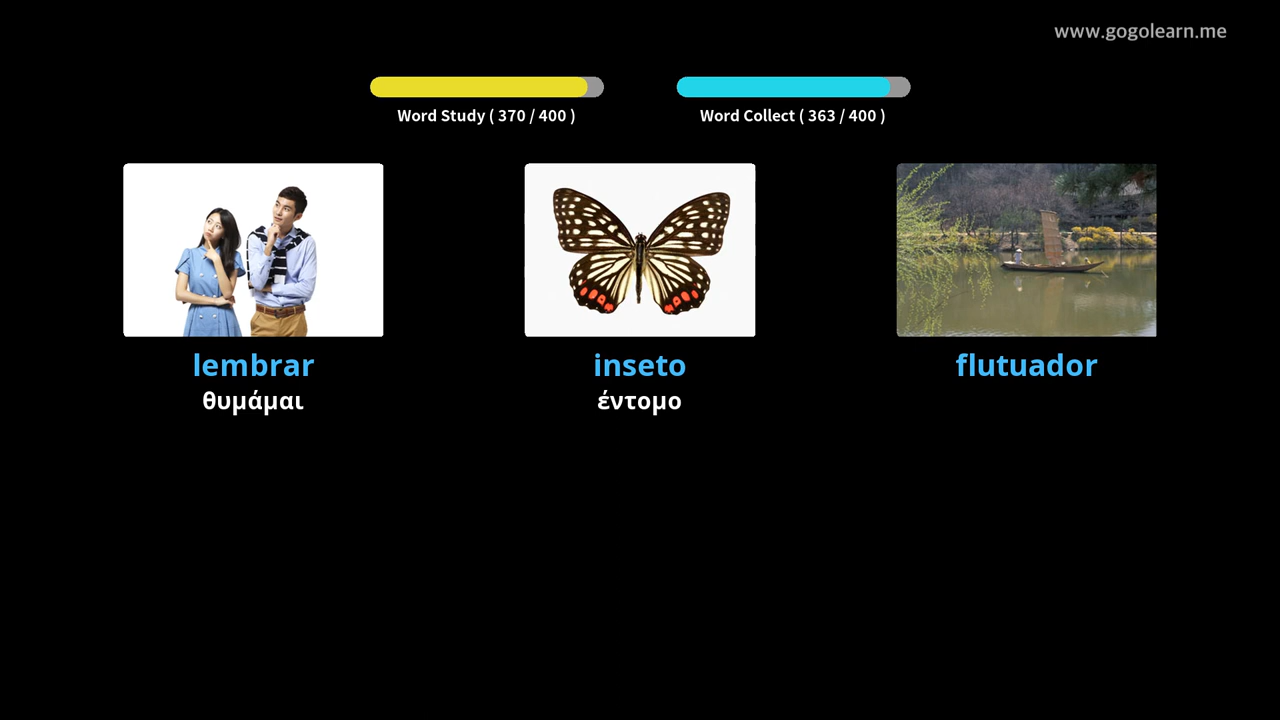 www.gogolearn.me
Word Study ( 370 / 400 )
Word Collect ( 363 / 400 )
lembrar
θυμάμαι
inseto
έντομο
flutuador